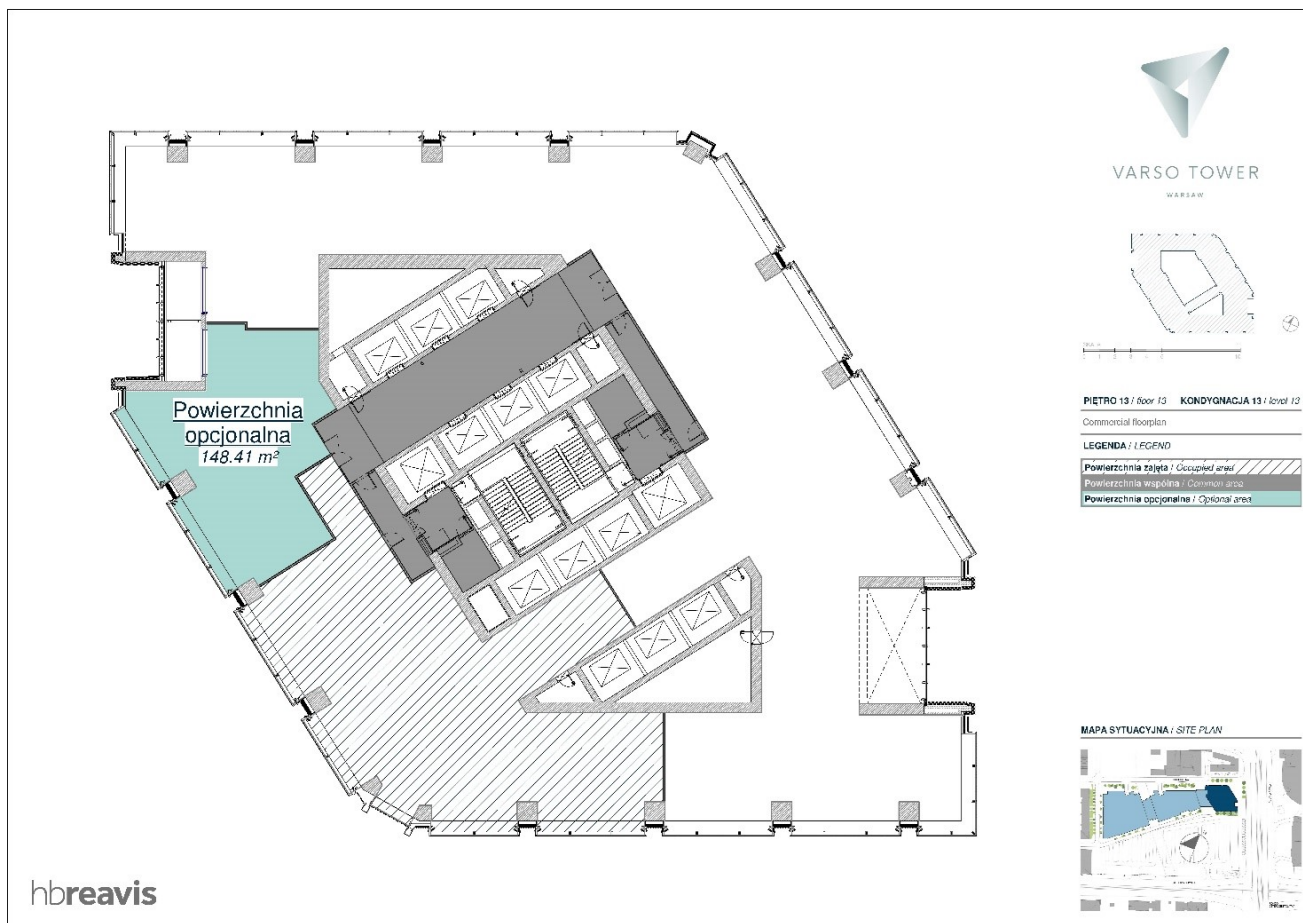 VARSO TOWER
WARSAW
PIĘTRO 13 / floor 13 KONDYGNACJA 13 / level 13
Commercial floorplan
LEGENDA / LEGEND
Powierzchnia zajęta / Occupied area
Powierzchnia wspólna / Common area
Powierzchnia opcjonalna / Optional area
Powierzchnia
opcjonalna
148.41 m²
MAPA SYTUACYJNA / SITE PLAN
hbreavis